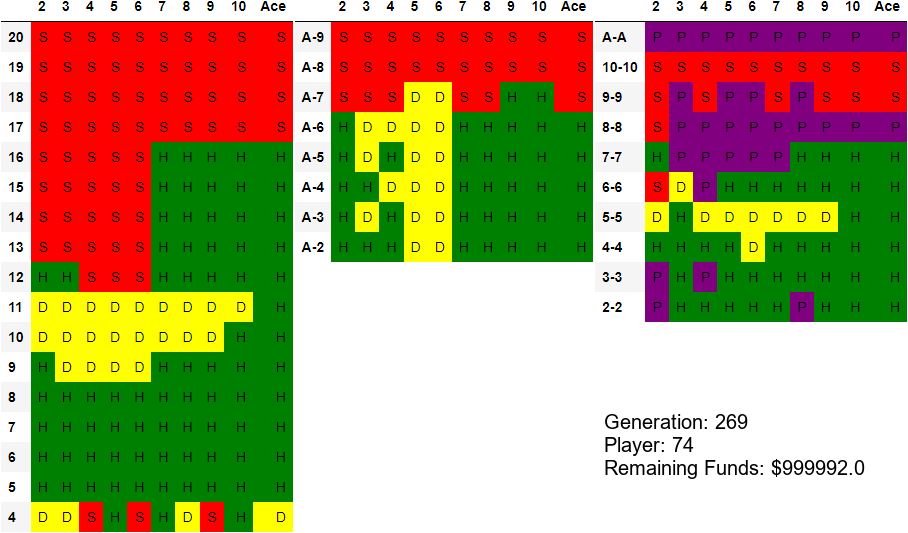 2 3 4 5 6 7 8 9 10 Ace
20 S S S S S S S S S S
19 S S S S S S S S S S
18 S S S S S S S S S S
17 S S S S S S S S S S
16 S S S S S H H H H H
15 S S S S S H H H H H
14 S S S S S H H H H H
13 S S S S S H H H H H
12 H H S S S H H H H H
11 D D D D D D D D D H
10 D D D D D D D D H H
9 H D D D D H H H H H
8 H H H H H H H H H H
7 H H H H H H H H H H
6 H H H H H H H H H H
5 H H H H H H H H H H
4 D D S H S H D S H D
2 3 4 5 6 7 8 9 10 Ace
A-9 S S S S S S S S S S
A-8 S S S S S S S S S S
A-7 S S S D D S S H H S
A-6 H D D D D H H H H H
A-5 H D H D D H H H H H
A-4 H H D D D H H H H H
A-3 H D H D D H H H H H
A-2 H H H D D H H H H H
2 3 4 5 6 7 8 9 10 Ace
A-A P P P P P P P P P P
10-10 S S S S S S S S S S
9-9 S P S P P S P S S S
8-8 S P P P P P P P P P
7-7 H P P P P P H H H H
6-6 S D P H H H H H H H
5-5 D H D D D D D D H H
4-4 H H H H D H H H H H
3-3 P H P H H H H H H H
2-2 P H H H H H P H H H
Generation: 269
Player: 74
Remaining Funds: $999992.0